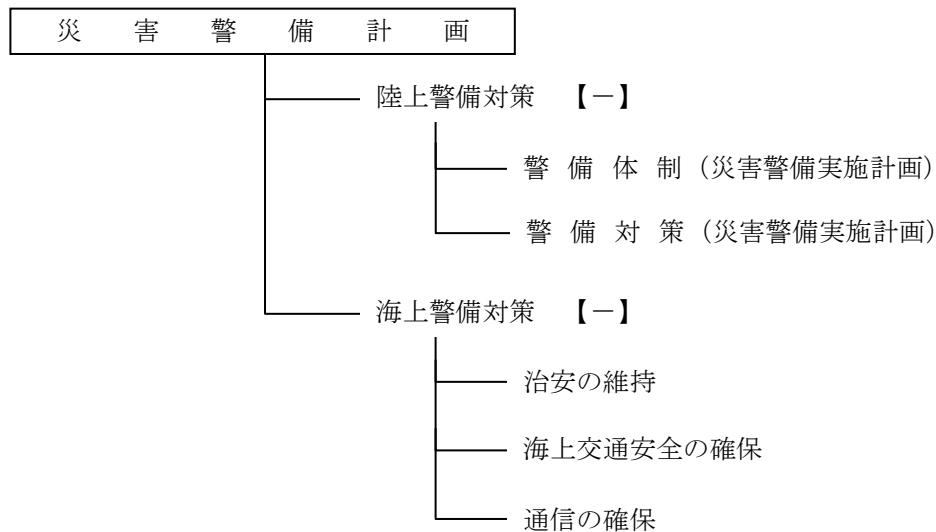 災害警備計画
陸上警備対策 【－】
警備体制（災害警備実施計画）
警備対策（災害警備実施計画）
海上警備対策 【－】
治安の維持
海上交通安全の確保
通信の確保